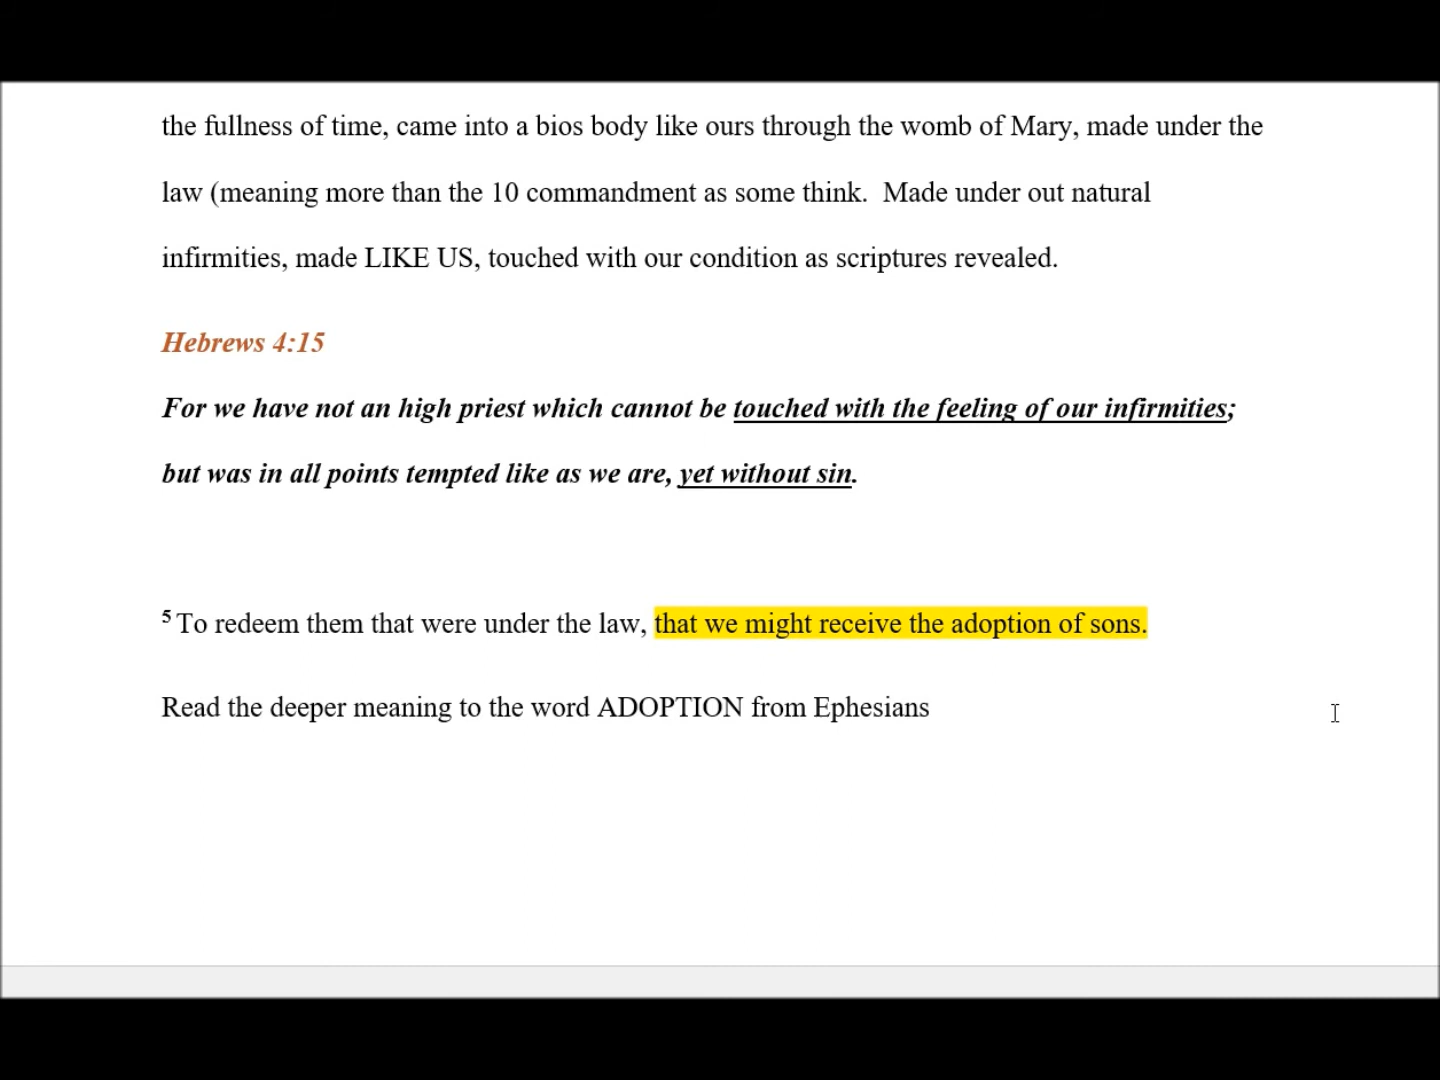 the fullness of time, came into a bios body like ours through the womb of Mary, made under the
law (meaning more than the 10 commandment as some think.  Made under out natural
infirmities, made LIKE US, touched with our condition as scriptures revealed.
Hebrews 4:15
For we have not an high priest which cannot be touched with the feeling of our infirmities;
but was in all points tempted like as we are, yet without sin.
5 To redeem them that were under the law, that we might receive the adoption of sons.
Read the deeper meaning to the word ADOPTION from Ephesians